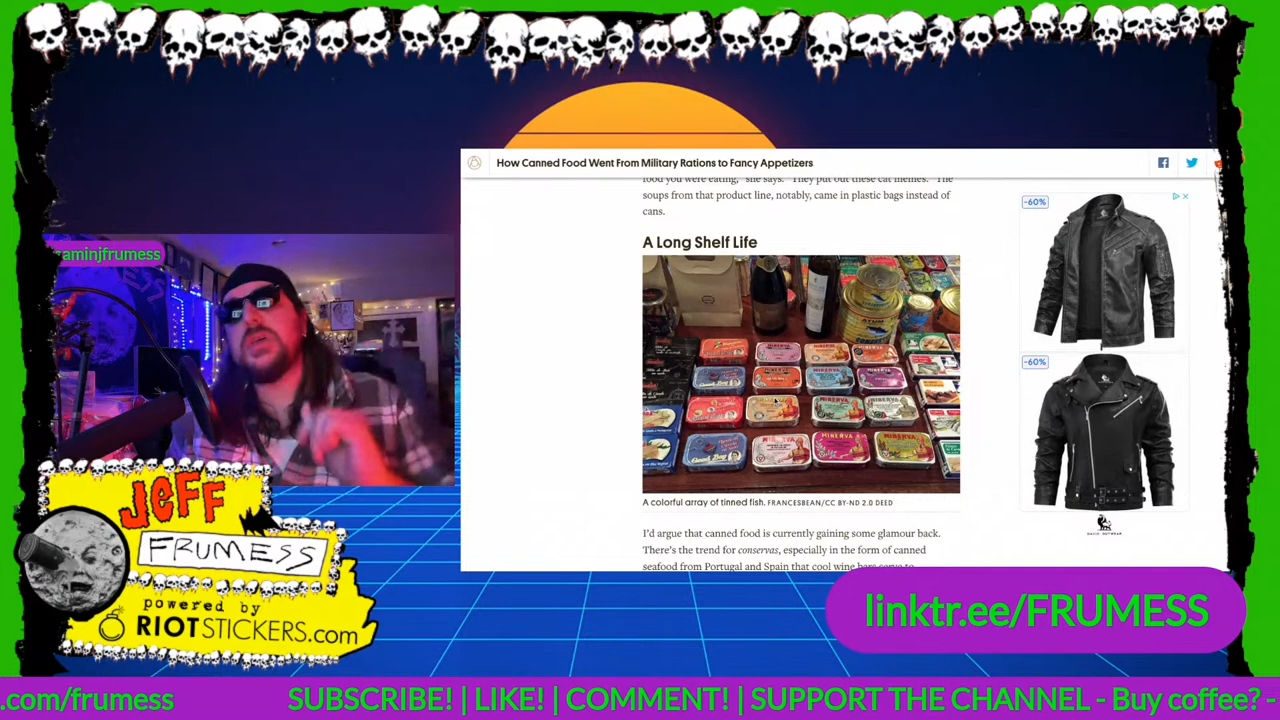 How Canned Food Went From Military Rations to Fancy Appetizers
food you were eating," she says. "They put out these cat memes." The
soups from that product line, notably, came in plastic bags instead of
cans.
A Long Shelf Life
A colorful array of tinned fish. FRANCESBEAN/CC BY-ND 2.0 DEED
I'd argue that canned food is currently gaining some glamour back.
There's the trend for conservas, especially in the form of canned
seafood from Portugal and Spain that cool wine bars serve to
-60%
-60%
aminjfrumess
JEFF
FRUMESS
powered by
RIOTSTICKERS.com
MINERVA
MINERVA
MINERVA
MINERVA
MINERVA
ATUM
linktr.ee/FRUMESS
.com/frumess SUBSCRIBE! | LIKE! | COMMENT! | SUPPORT THE CHANNEL - Buy coffee? -